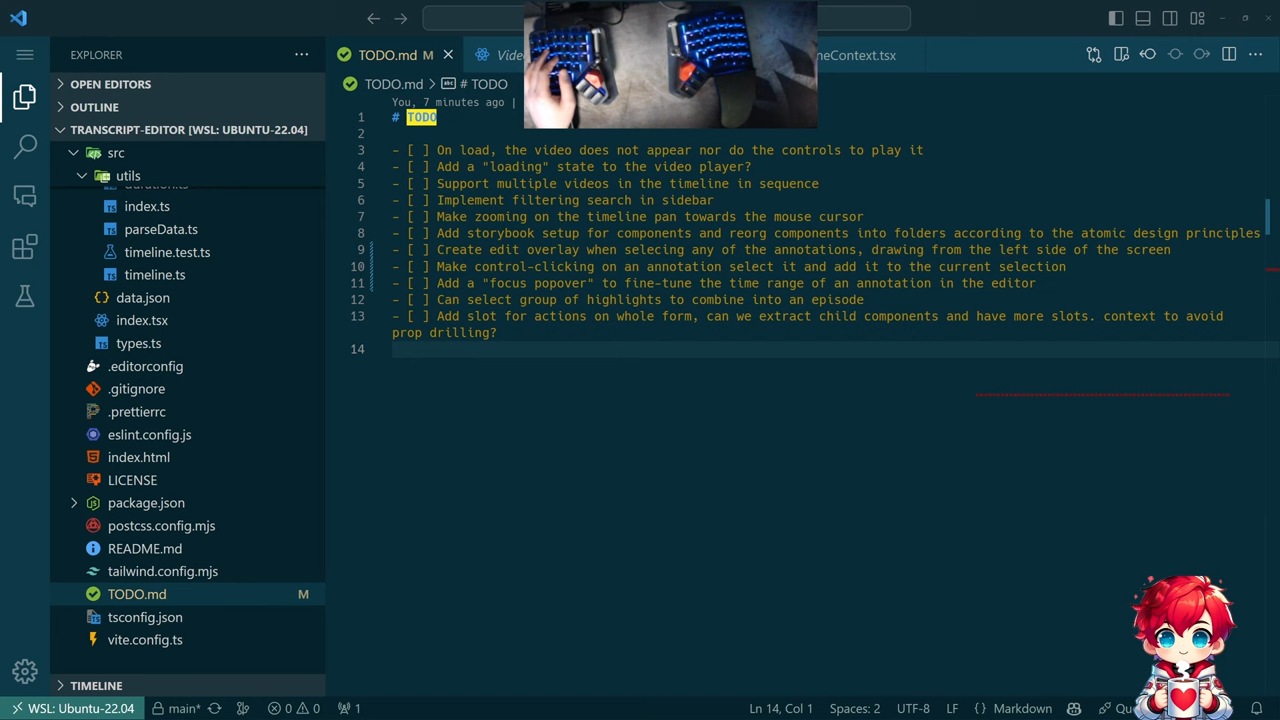 EXPLORER
OPEN EDITORS
OUTLINE
TRANSCRIPT-EDITOR [WSL: UBUNTU-22.04]
src
utils
duration.ts
index.ts
parseData.ts
timeline.test.ts
timeline.ts
data.json
index.tsx
types.ts
.editorconfig
.gitignore
.prettierrc
eslint.config.js
index.html
LICENSE
package.json
postcss.config.mjs
README.md
tailwind.config.mjs
TODO.md M
tsconfig.json
vite.config.ts
TIMELINE
TODO.md M
neContext.tsx
TODO.md > # TODO
You, 7 minutes ago |
1 # TODO
2
3 - [ ] On load, the video does not appear nor do the controls to play it
4 - [ ] Add a "loading" state to the video player?
5 - [ ] Support multiple videos in the timeline in sequence
6 - [ ] Implement filtering search in sidebar
7 - [ ] Make zooming on the timeline pan towards the mouse cursor
8 - [ ] Add storybook setup for components and reorg components into folders according to the atomic design principles
9 - [ ] Create edit overlay when selecing any of the annotations, drawing from the left side of the screen
10 - [ ] Make control-clicking on an annotation select it and add it to the current selection
11 - [ ] Add a "focus popover" to fine-tune the time range of an annotation in the editor
12 - [ ] Can select group of highlights to combine into an episode
13 - [ ] Add slot for actions on whole form, can we extract child components and have more slots. context to avoid
prop drilling?
14
WSL: Ubuntu-22.04 main* 0 0 1 Ln 14, Col 1 Spaces: 2 UTF-8 LF Markdown